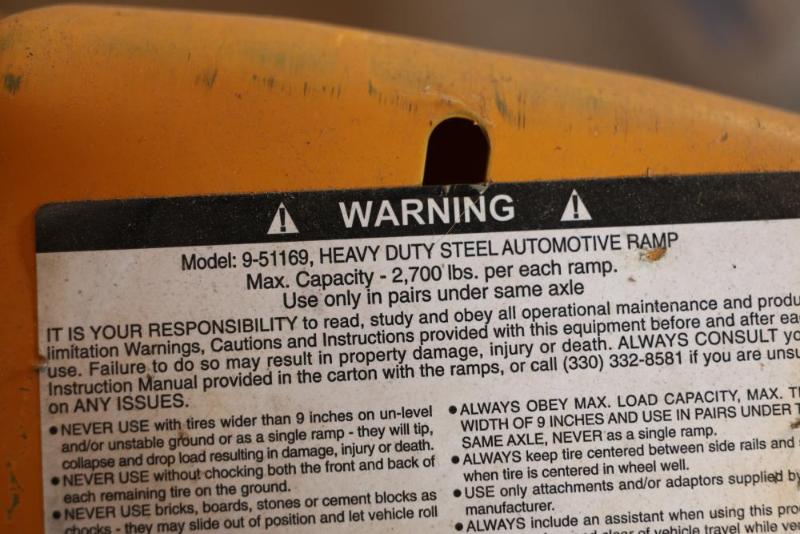 WARNING
Model: 9-51169, HEAVY DUTY STEEL AUTOMOTIVE RAMP
Max. Capacity - 2,700 lbs. per each ramp.
Use only in pairs under same axle
IT IS YOUR RESPONSIBILITY to read, study and obey all operational maintenance and
limitation Warnings, Cautions and Instructions provided with this equipment before and after
use. Failure to do so may result in property damage, injury or death. ALWAYS CONSULT
Instruction Manual provided in the carton with the ramps, or call (330) 332-8581 if you are
on ANY ISSUES.
• NEVER USE with tires wider than 9 inches on un-level
and/or unstable ground or as a single ramp - they will tip,
collapse and drop load resulting in damage, injury or death.
• NEVER USE without chocking both the front and back of
each remaining tire on the ground.
• NEVER USE bricks, boards, stones or cement blocks as
chocks - they may slide out of position and let vehicle roll
• ALWAYS OBEY MAX. LOAD CAPACITY, MAX.
WIDTH OF 9 INCHES AND USE IN PAIRS UNDER
SAME AXLE, NEVER as a single ramp.
• ALWAYS keep tire centered between side rails and
when tire is centered in wheel well.
• USE only attachments and/or adaptors supplied by
manufacturer.
• ALWAYS include an assistant when using this
clear of vehicle travel while